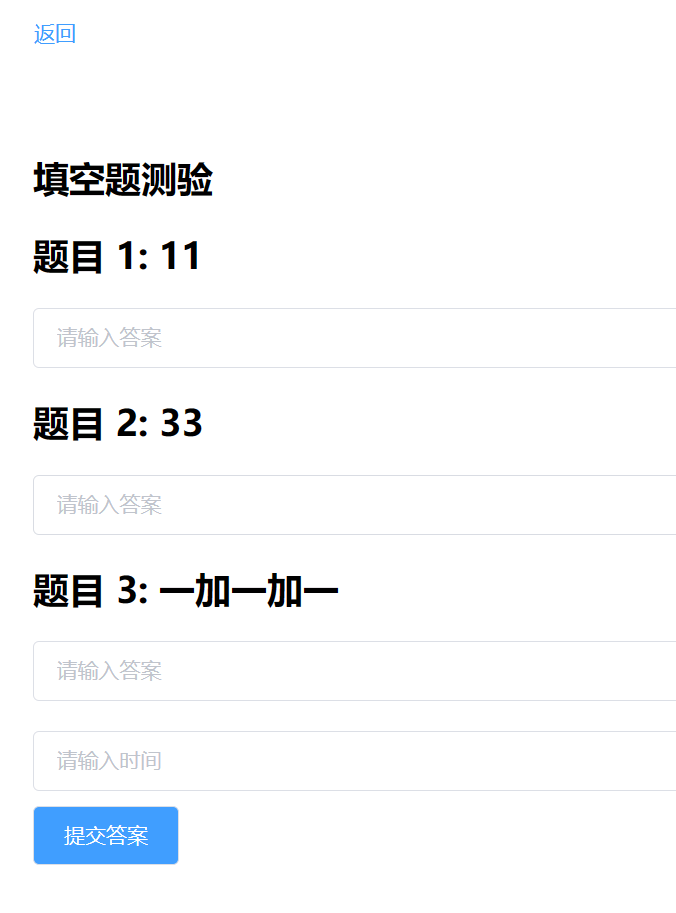 返回
填空题测验
题目 1: 11
请输入答案
题目 2: 33
请输入答案
题目 3: 一加一加一
请输入答案
请输入时间
提交答案